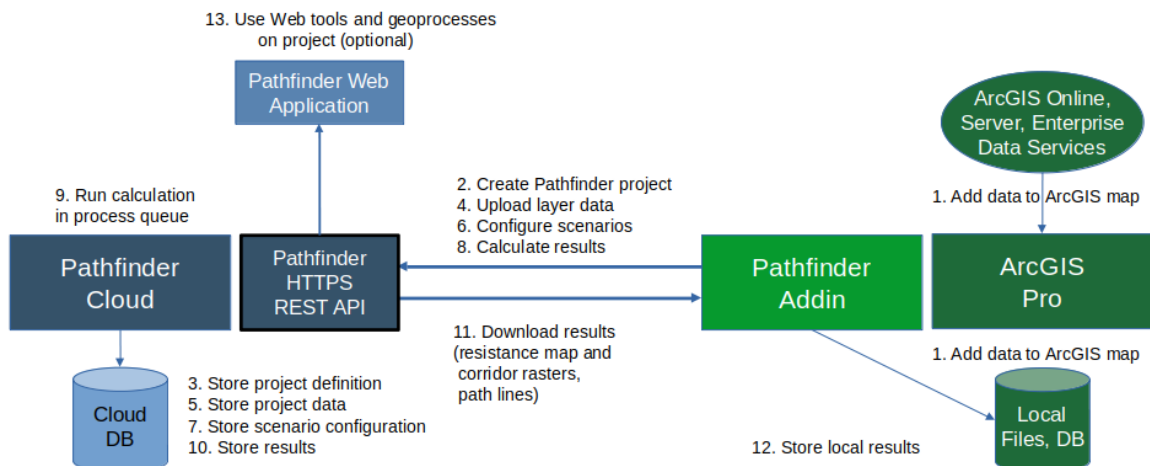 13. Use Web tools and geoprocesses
on project (optional)
Pathfinder Web
Application
ArcGIS Online,
Server, Enterprise
Data Services
9. Run calculation
in process queue
2. Create Pathfinder project
4. Upload layer data
6. Configure scenarios
8. Calculate results
1. Add data to ArcGIS map
Pathfinder
Cloud
Pathfinder
HTTPS
REST API
Pathfinder
Addin
ArcGIS
Pro
11. Download results
(resistance map and
corridor rasters,
path lines)
1. Add data to ArcGIS map
Cloud
DB
3. Store project definition
5. Store project data
7. Store scenario configuration
10. Store results
12. Store local results
Local
Files, DB